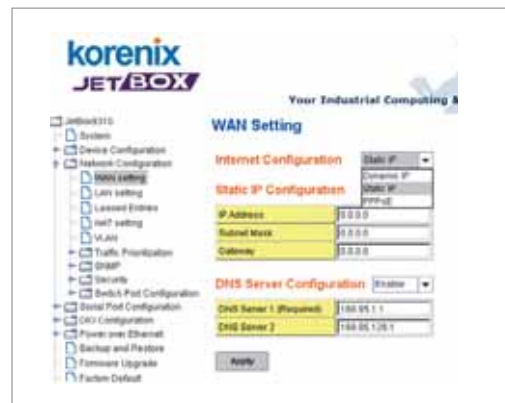 korenix
JETBOX
Your Industrial Computing &
System
Device Configuration
Network Configuration
WAN setting
LAN setting
Leased Entries
NAT setting
VLAN
Traffic Prioritization
SNMP
Security
Switch Port Configuration
Serial Port Configuration
Configuration
Power over Ethernet
Backup and Restore
Firmware Upgrade
Factory Default
WAN Setting
Internet Configuration
Static IP
Dynamic IP
Static IP
PPPoE
Static IP Configuration
IP Address 0.0.0.0
Subnet Mask 0.0.0.0
Gateway 0.0.0.0
DNS Server Configuration Enable
DNS Server 1 (Required) 168.95.1.1
DNS Server 2
Apply